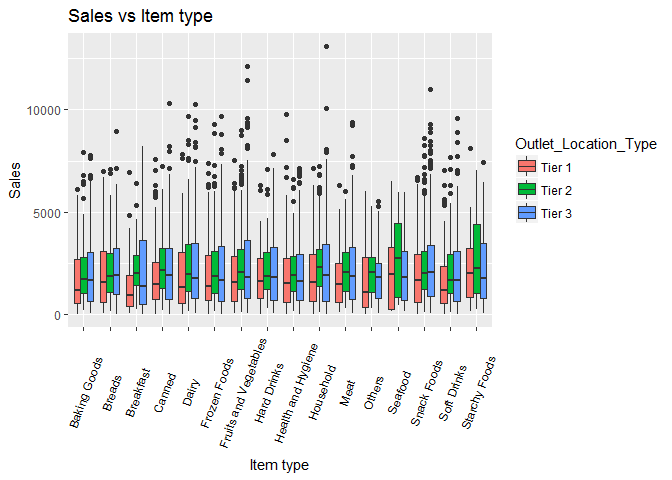 Sales vs Item type
Sales
10000
5000
0
Baking Goods
Breads
Breakfast
Canned
Dairy
Frozen Foods
Fruits and Vegetables
Hard Drinks
Health and Hygiene
Household
Meat
Others
Seafood
Snack Foods
Soft Drinks
Starchy Foods
Item type
Outlet_Location_Type
Tier 1
Tier 2
Tier 3